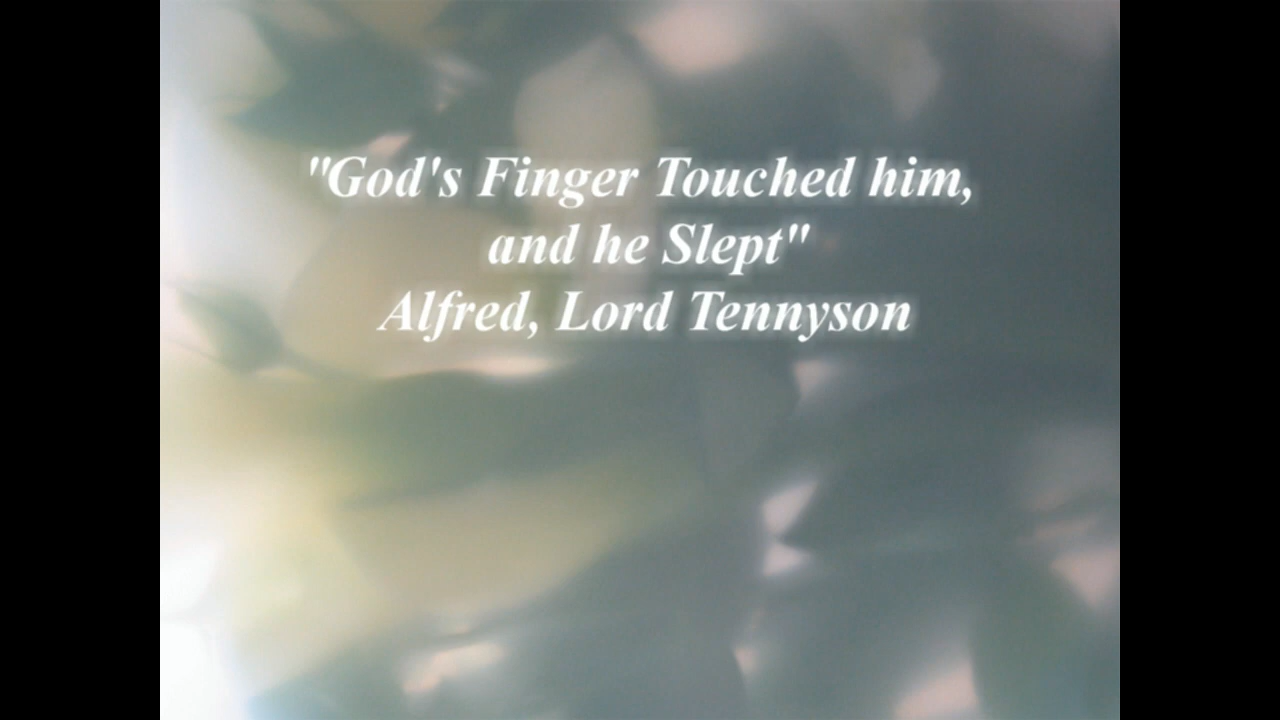 "God's Finger Touched him,
and he Slept"
Alfred, Lord Tennyson